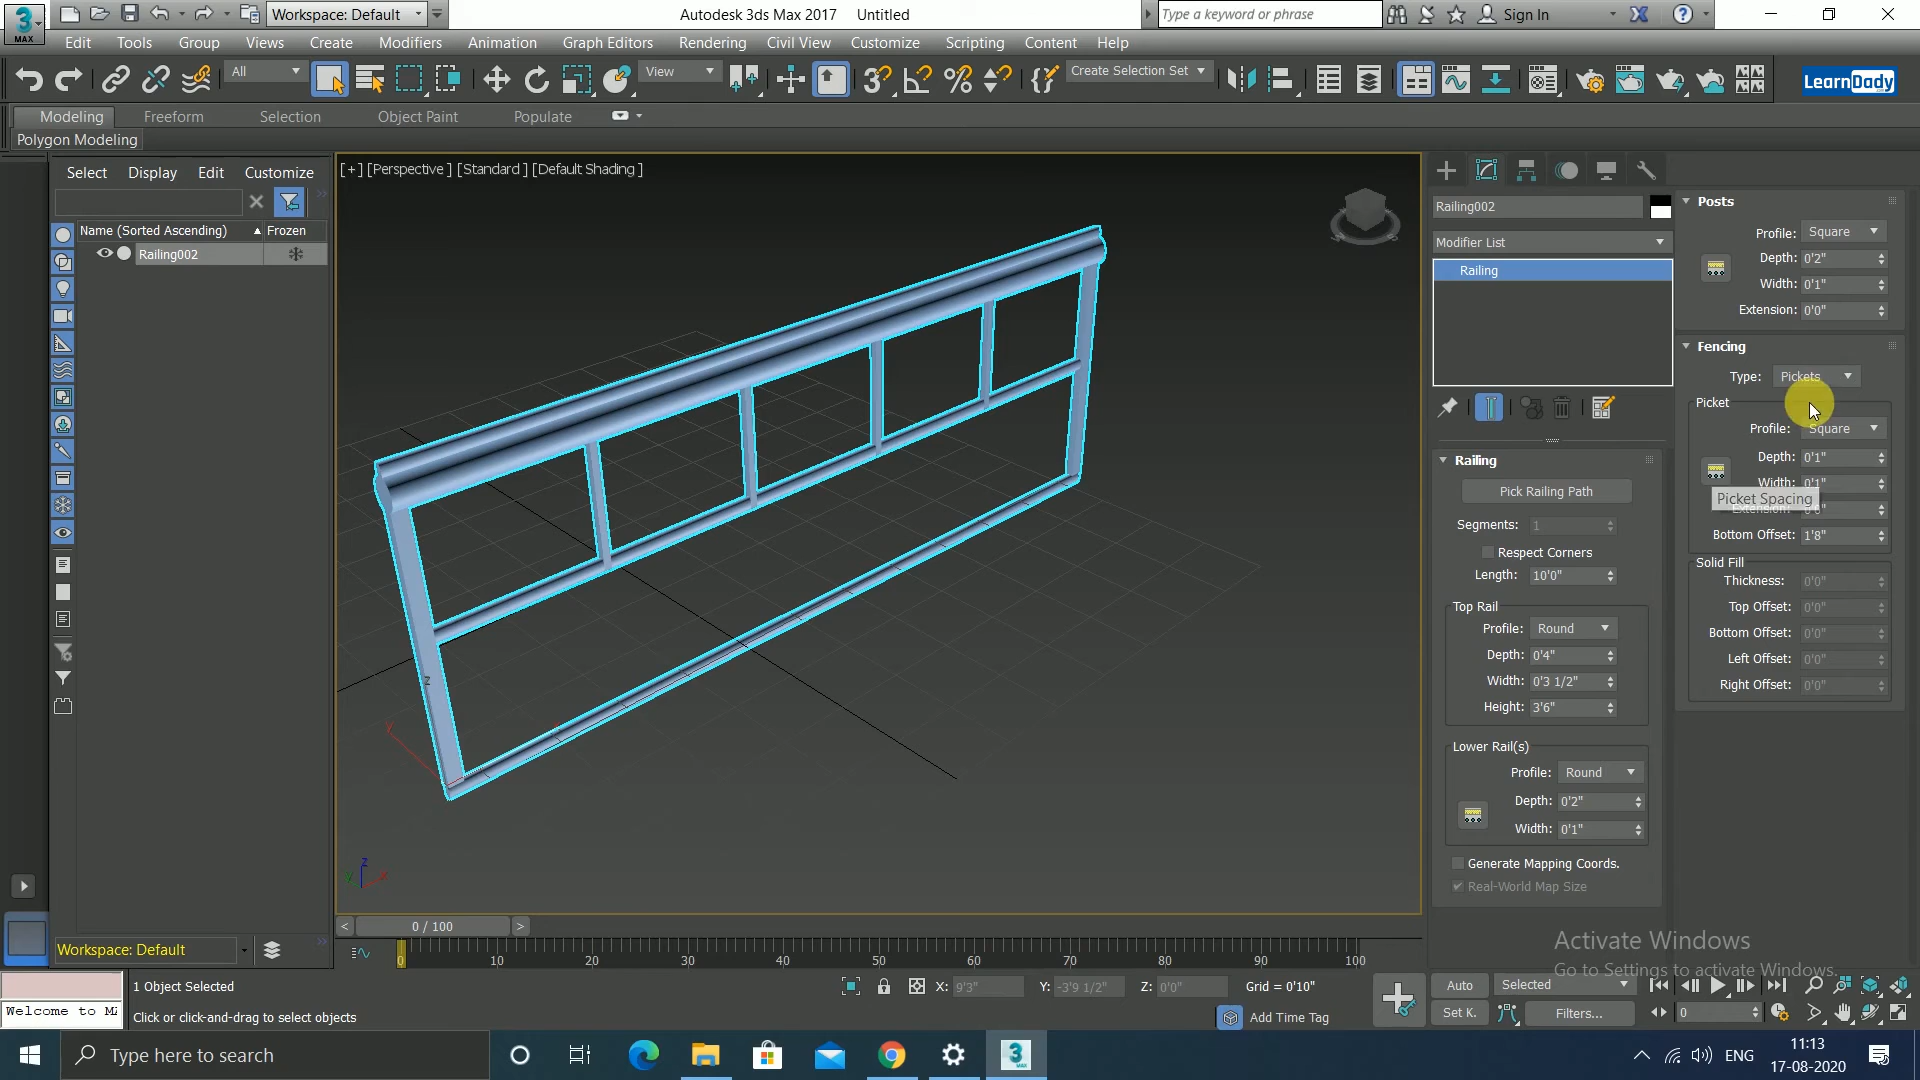 Workspace: Default
Autodesk 3ds Max 2017 Untitled
Type a keyword or phrase
Sign In
3
MAX
Edit Tools Group Views Create Modifiers Animation Graph Editors Rendering Civil View Customize Scripting Content Help
All
View
Create Selection Set
LearnDady
Modeling Freeform Selection Object Paint Populate
Polygon Modeling
Select Display Edit Customize
Name (Sorted Ascending) Frozen
Railing002
[+] [Perspective ] [Standard ] [Default Shading ]
Railing002
Modifier List
Railing
Railing
Pick Railing Path
Segments: 1
Respect Corners
Length: 10'0"
Top Rail
Profile: Round
Depth: 0'4"
Width: 0'3 1/2"
Height: 3'6"
Lower Rail(s)
Profile: Round
Depth: 0'2"
Width: 0'1"
Generate Mapping Coords.
Real-World Map Size
Posts
Profile: Square
Depth: 0'2"
Width: 0'1"
Extension: 0'0"
Fencing
Type: Pickets
Picket
Profile: Square
Depth: 0'1"
Width: 0'1"
Picket Spacing
Extension: 0'0"
Bottom Offset: 1'8"
Solid Fill
Thickness: 0'0"
Top Offset: 0'0"
Bottom Offset: 0'0"
Left Offset: 0'0"
Right Offset: 0'0"
z
y
z
y x
< 0 / 100 >
0 10 20 30 40 50 60 70 80 90 100
Workspace: Default
Activate Windows
Go to Settings to activate Windows.
1 Object Selected
X: 9'3" Y: -3'9 1/2" Z: 0'0" Grid = 0'10"
Auto Selected
Welcome to M
Click or click-and-drag to select objects
Add Time Tag
Set K. Filters... 0
Type here to search
3
MAX
ENG
11:13
17-08-2020